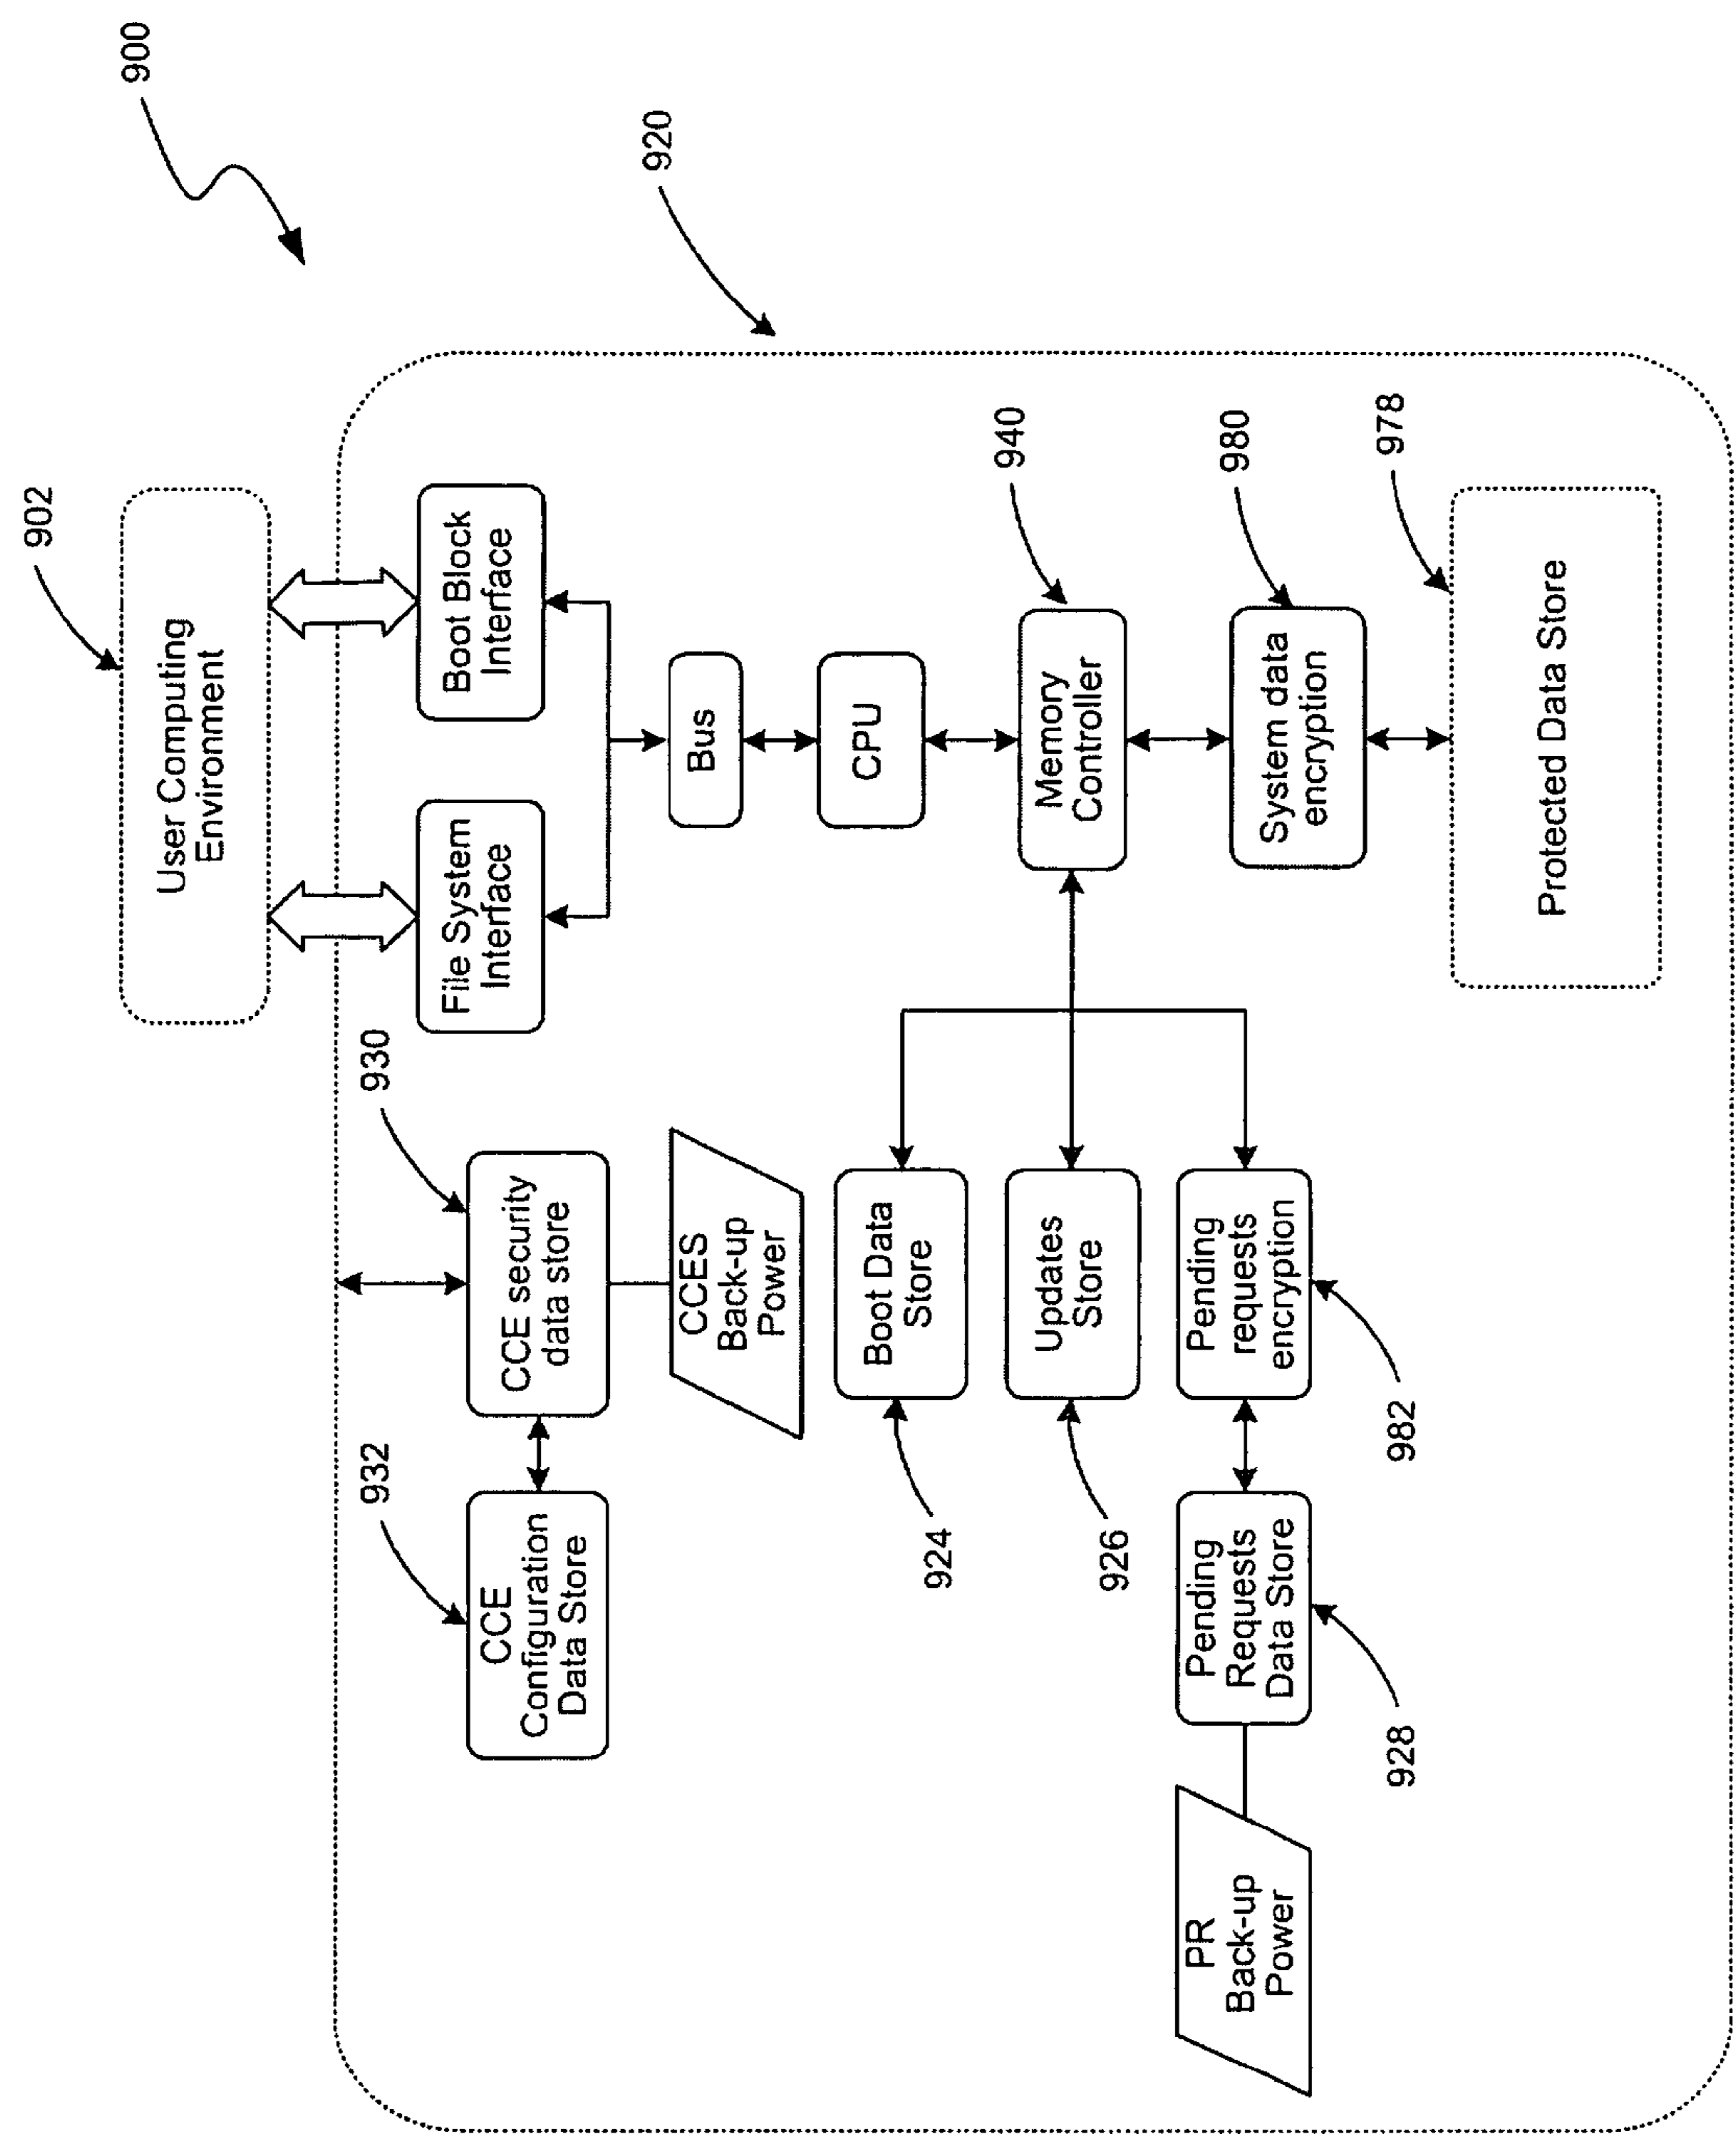 900
902
User Computing
Environment
920
File System
Interface
Boot Block
Interface
930
932
CCE
Configuration
Data Store
CCE security
data store
CCES
Back-up
Power
Bus
CPU
940
Memory
Controller
Boot Data
Store
924
Updates
Store
926
980
System data
encryption
Pending
requests
encryption
982
Pending
Requests
Data Store
928
PR
Back-up
Power
978
Protected Data Store